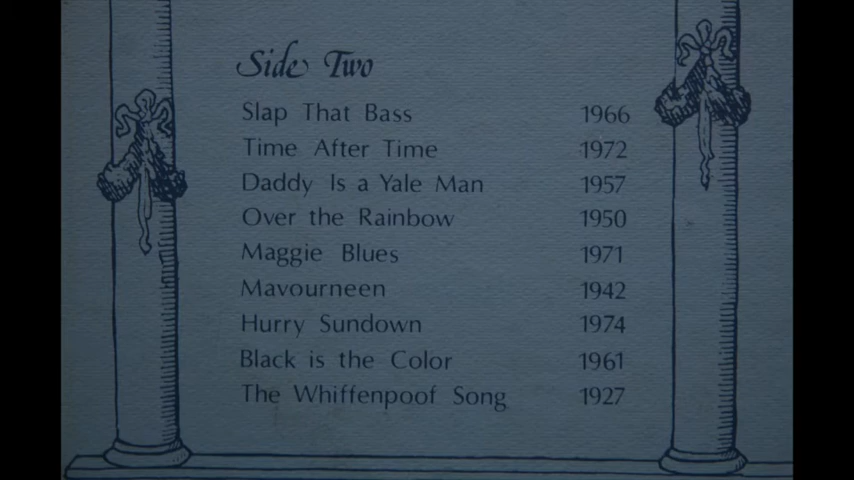 Side Two
Slap That Bass 1966
Time After Time 1972
Daddy Is a Yale Man 1957
Over the Rainbow 1950
Maggie Blues 1971
Mavourneen 1942
Hurry Sundown 1974
Black is the Color 1961
The Whiffenpoof Song 1927